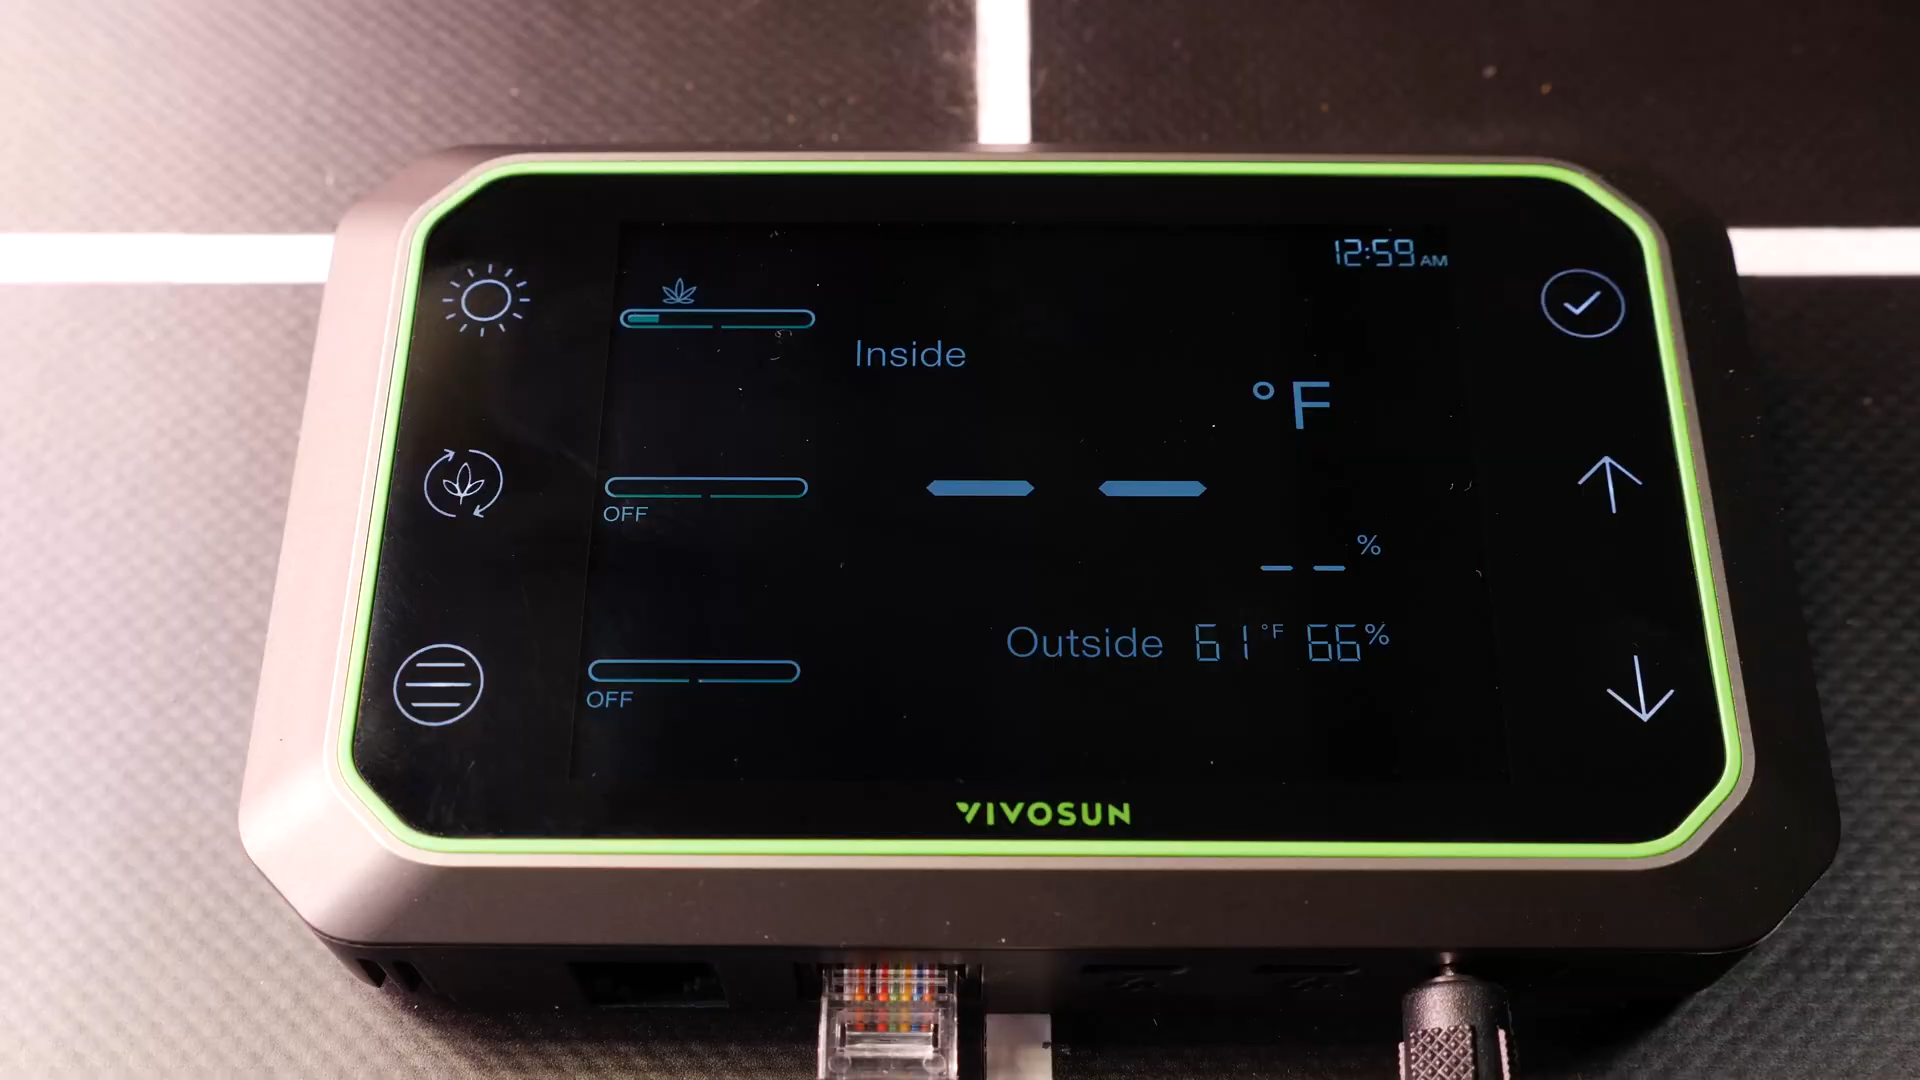 12:59 AM
Inside
°F
OFF
-- --
-- %
Outside 61°F 66%
OFF
VIVOSUN